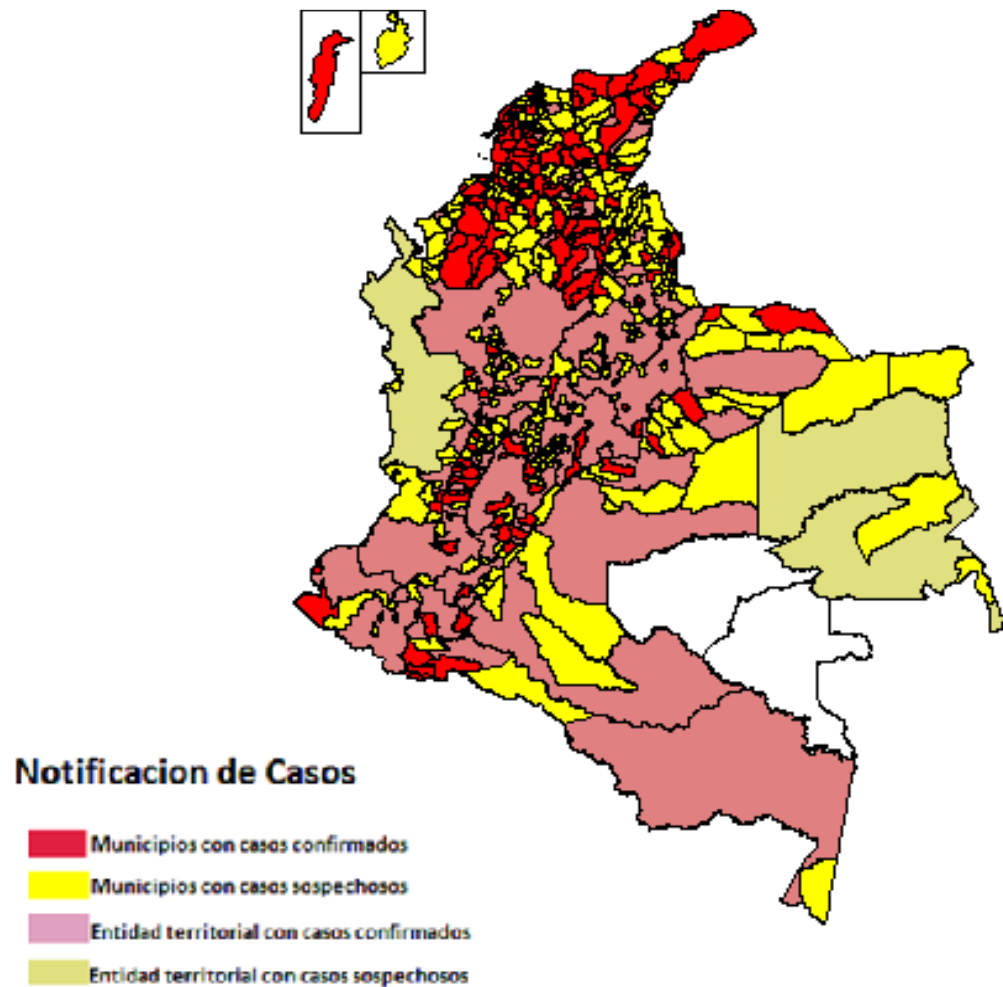 Notificacion de Casos
Municipios con casos confirmados
Municipios con casos sospechosos
Entidad territorial con casos confirmados
Entidad territorial con casos sospechosos